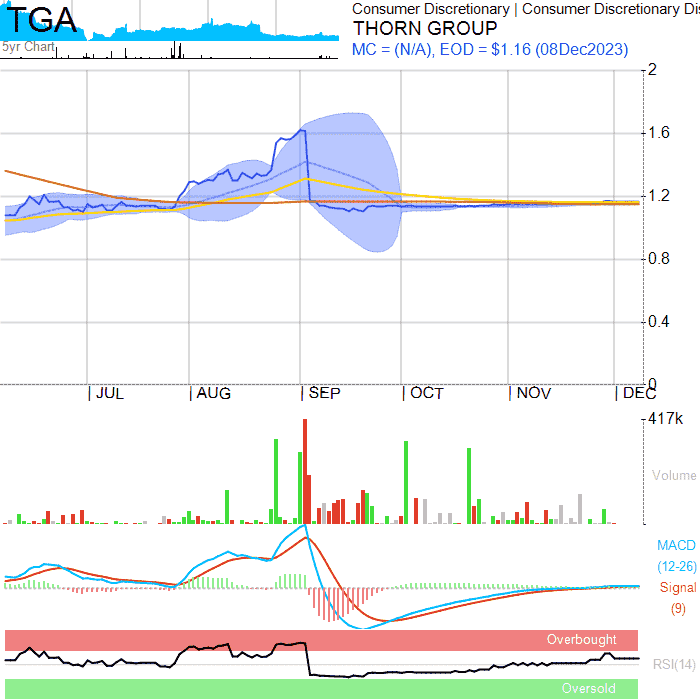 TGA
5yr Chart
Consumer Discretionary | Consumer Discretionary Dis
THORN GROUP
MC = (N/A), EOD = $1.16 (08Dec2023)
2
1.6
1.2
0.8
0.4
0
| JUL | AUG | SEP | OCT | NOV | DEC
417k
Volume
MACD
(12-26)
Signal
(9)
Overbought
RSI(14)
Oversold